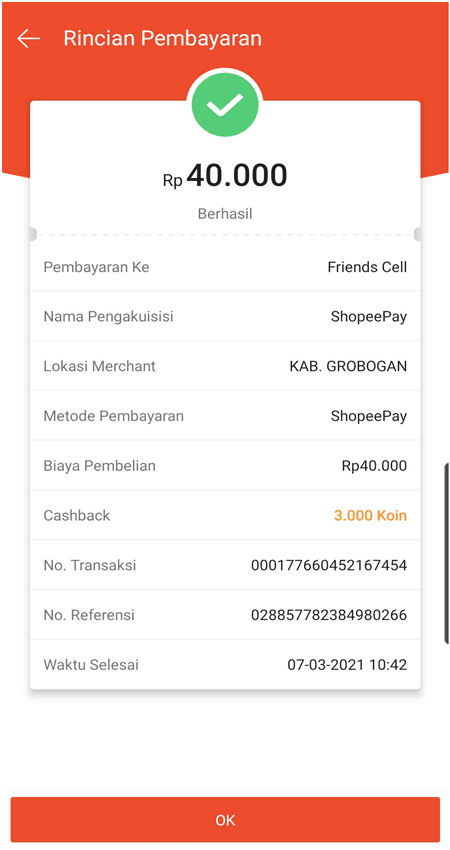 Rincian Pembayaran
Rp 40.000
Berhasil
Pembayaran Ke Friends Cell
Nama Pengakuisisi ShopeePay
Lokasi Merchant KAB. GROBOGAN
Metode Pembayaran ShopeePay
Biaya Pembelian Rp40.000
Cashback 3.000 Koin
No. Transaksi 000177660452167454
No. Referensi 028857782384980266
Waktu Selesai 07-03-2021 10:42
OK